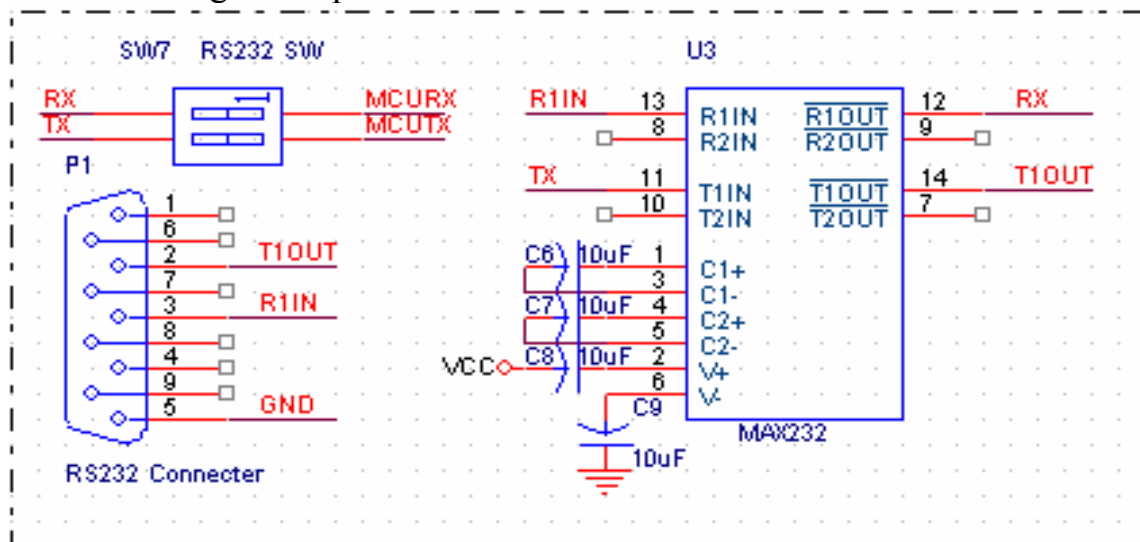 SW7 RS232 SW
RX MCURX
TX MCUTX
1
P1
1
6
2 T1OUT
7
3 R1IN
8
4
9
5 GND
RS232 Connecter
U3
R1IN 13 R1IN R1OUT 12 RX
8 R2IN R2OUT 9
TX 11 T1IN T1OUT 14 T1OUT
10 T2IN T2OUT 7
C6 10uF 1 C1+
3 C1-
C7 10uF 4 C2+
5 C2-
VCC C8 10uF 2 V+
6 V-
C9
10uF
MAX232